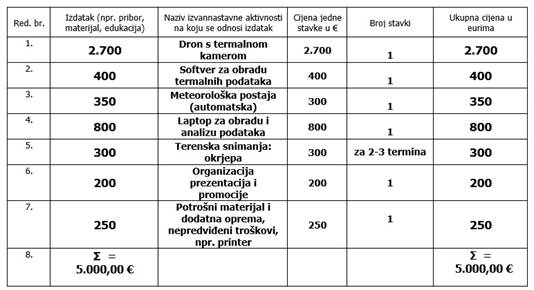 Red. br.
Izdatak (npr. pribor, materijal, edukacija)
Naziv izvannastavne aktivnosti na koju se odnosi izdatak
Cijena jedne stavke u €
Broj stavki
Ukupna cijena u eurima
1.
2.700
Dron s termalnom kamerom
2.700
1
2.700
2.
400
Softver za obradu termalnih podataka
400
1
400
3.
350
Meteorološka postaja (automatska)
300
1
350
4.
800
Laptop za obradu i analizu podataka
800
1
800
5.
300
Terenska snimanja: okrjepa
300
za 2-3 termina
300
6.
200
Organizacija prezentacija i promocije
200
1
200
7.
250
Potrošni materijal i dodatna oprema, nepredviđeni troškovi, npr. printer
250
1
250
8.
Σ =
5.000,00 €
Σ =
5.000,00 €